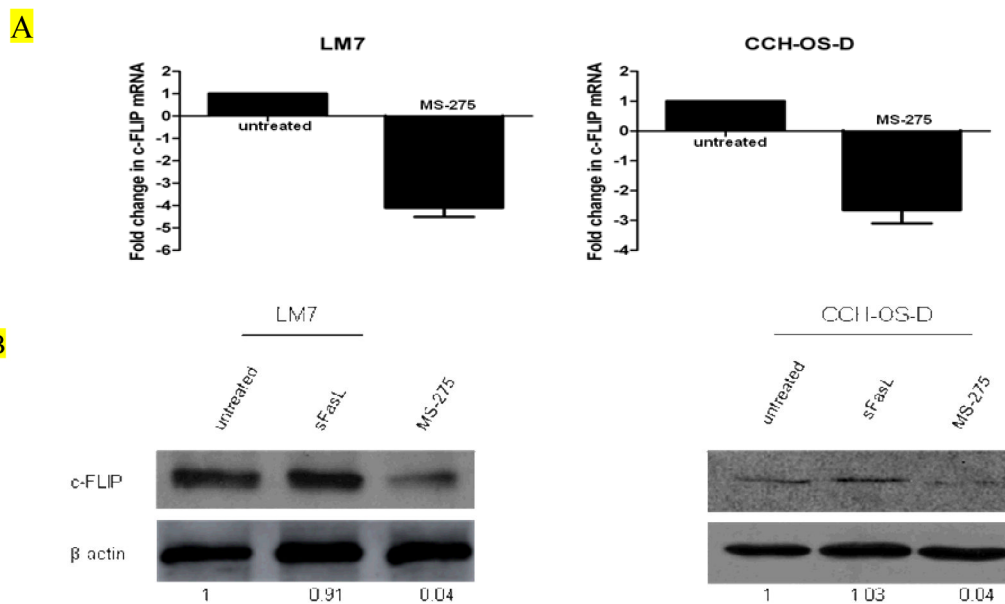 A
LM7
Fold change in c-FLIP mRNA
2
1
0
-1
-2
-3
-4
-5
-6
untreated
MS-275
CCH-OS-D
Fold change in c-FLIP mRNA
2
1
0
-1
-2
-3
-4
untreated
MS-275
B
LM7
untreated
sFasL
MS-275
c-FLIP
β actin
1 0.91 0.04
CCH-OS-D
untreated
sFasL
MS-275
1 1.03 0.04